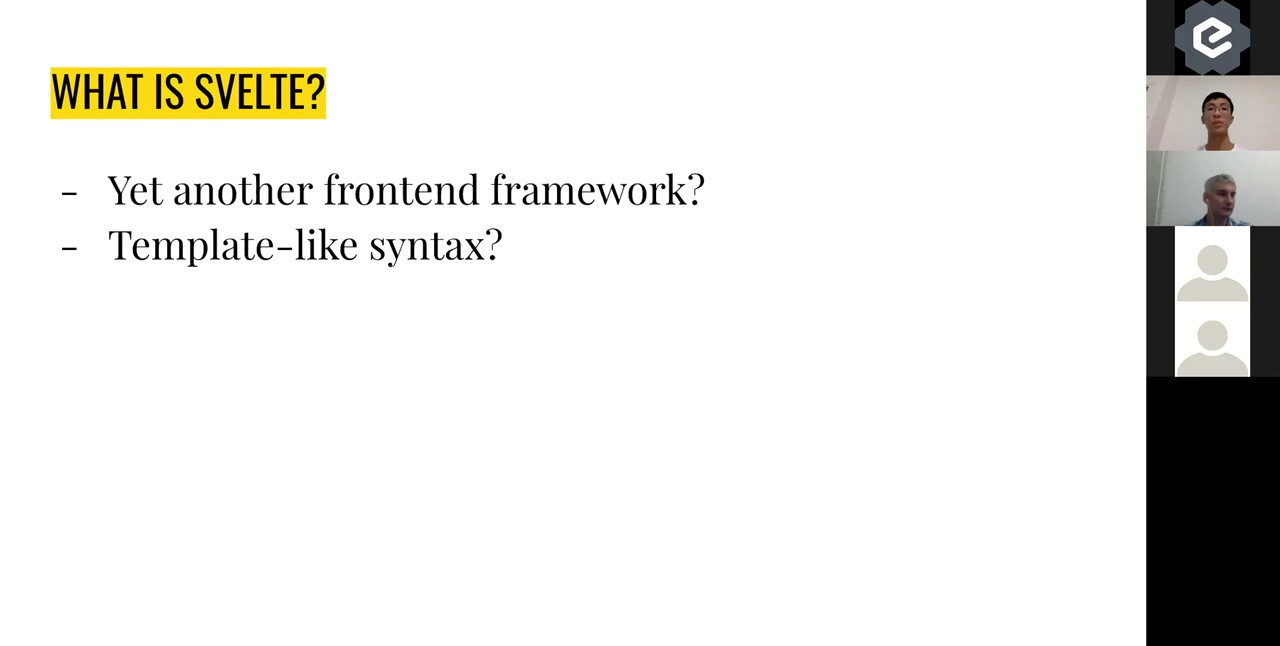 WHAT IS SVELTE?
- Yet another frontend framework?
- Template-like syntax?